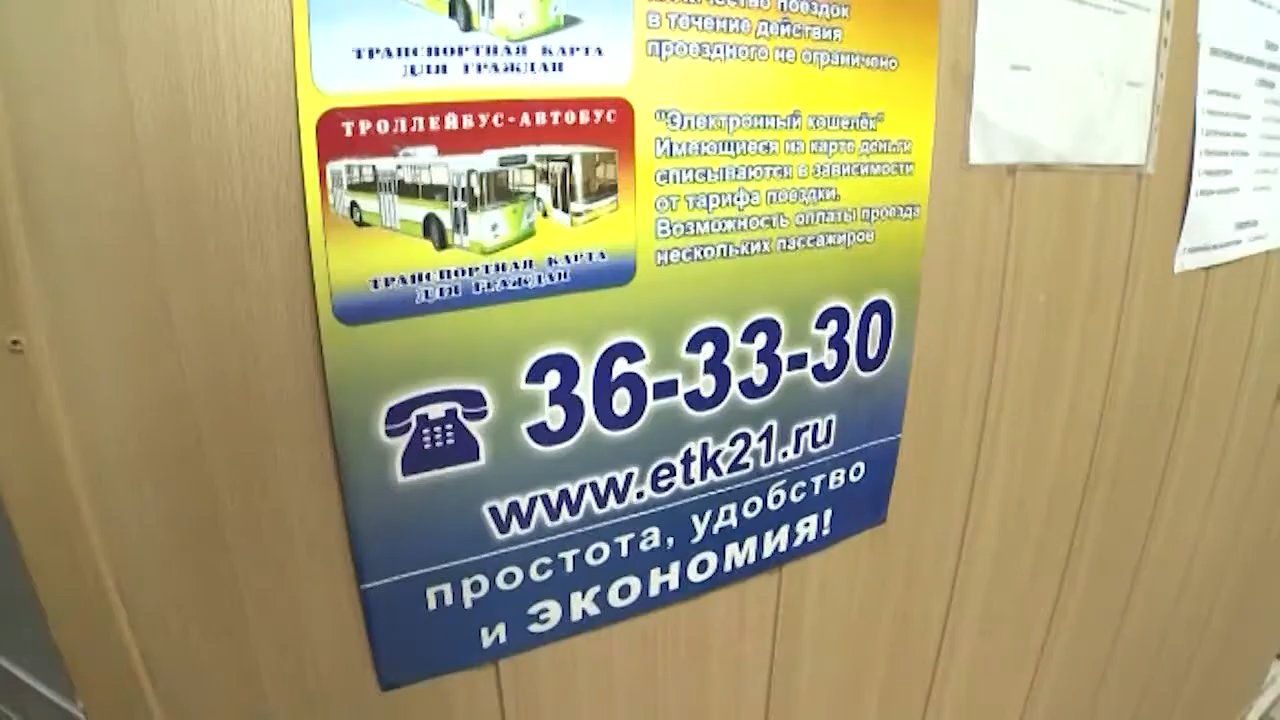 ТРАНСПОРТНАЯ КАРТА
ДЛЯ ГРАЖДАН
количество поездок
в течение действия
проездного не ограничено
ТРОЛЛЕЙБУС-АВТОБУС
ТРАНСПОРТНАЯ КАРТА
ДЛЯ ГРАЖДАН
"Электронный кошелёк"
Имеющиеся на карте деньги
списываются в зависимости
от тарифа поездки.
Возможность оплаты проезда
нескольких пассажиров
36-33-30
www.etk21.ru
простота, удобство
и ЭКОНОМИЯ!